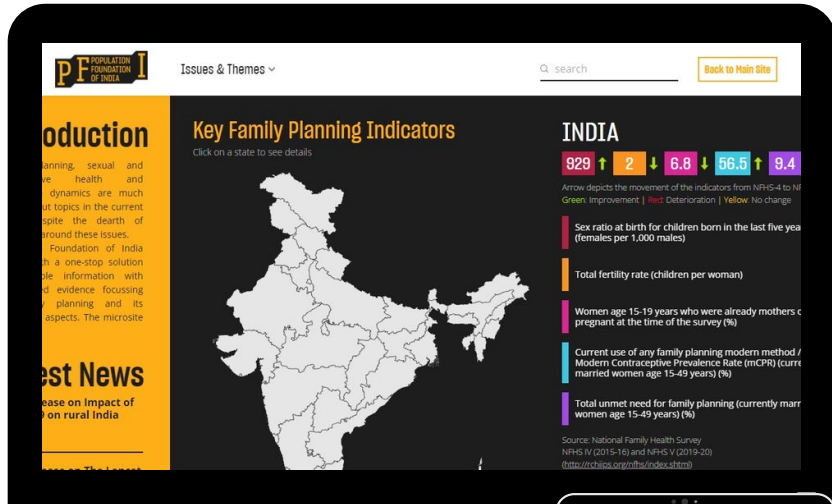 P F I POPULATION
FOUNDATION
OF INDIA
Issues & Themes
search
Back to Main Site
oduction
lanning, sexual and
ve health and
dynamics are much
ut topics in the current
spite the dearth of
around these issues.
Foundation of India
th a one-stop solution
ble information with
ed evidence focussing
y planning and its
aspects. The microsite
est News
ease on Impact of
on rural India
Key Family Planning Indicators
Click on a state to see details
INDIA
929 ↑ 2 ↓ 6.8 ↓ 56.5 ↑ 9.4
Arrow depicts the movement of the indicators from NFHS-4 to NF
Green: Improvement | Red: Deterioration | Yellow: No change
Sex ratio at birth for children born in the last five yea
(females per 1,000 males)
Total fertility rate (children per woman)
Women age 15-19 years who were already mothers o
pregnant at the time of the survey (%)
Current use of any family planning modern method /
Modern Contraceptive Prevalence Rate (mCPR) (curre
married women age 15-49 years) (%)
Total unmet need for family planning (currently marr
women age 15-49 years) (%)
Source: National Family Health Survey
NFHS IV (2015-16) and NFHS V (2019-20)
(http://rchiips.org/nfhs/index.shtml)